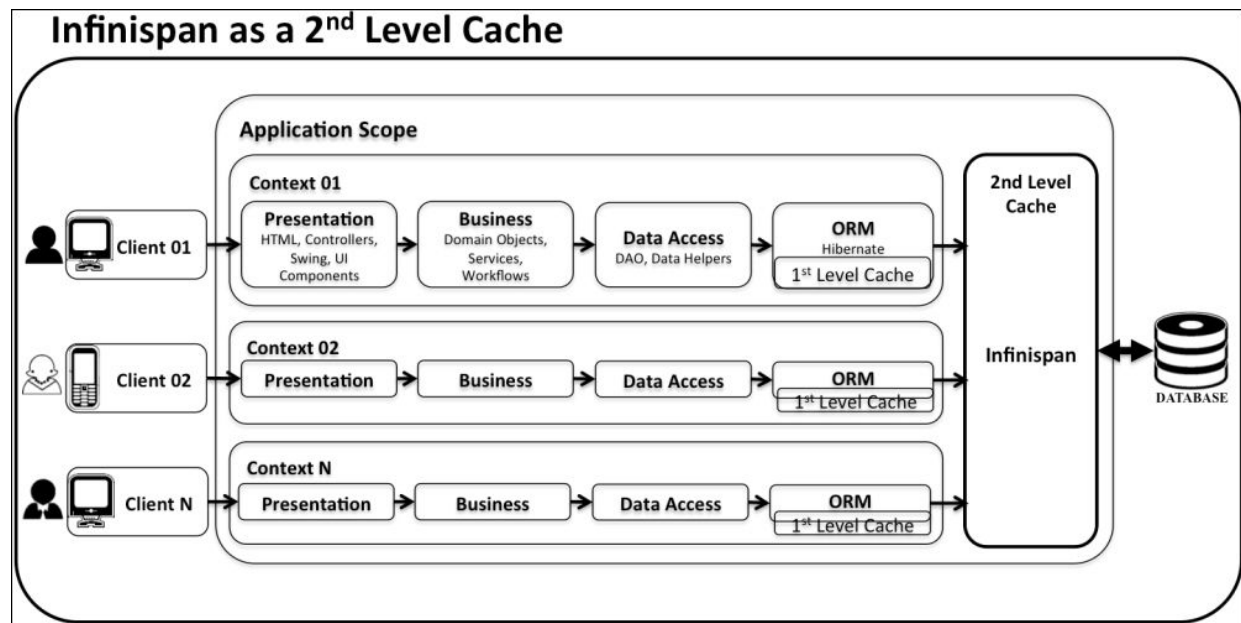 Infinispan as a 2nd Level Cache
Application Scope
Context 01
Client 01
Presentation
HTML, Controllers,
Swing, UI
Components
Business
Domain Objects,
Services,
Workflows
Data Access
DAO, Data Helpers
ORM
Hibernate
1st Level Cache
2nd Level
Cache
Infinispan
DATABASE
Context 02
Client 02
Presentation
Business
Data Access
ORM
1st Level Cache
Context N
Client N
Presentation
Business
Data Access
ORM
1st Level Cache